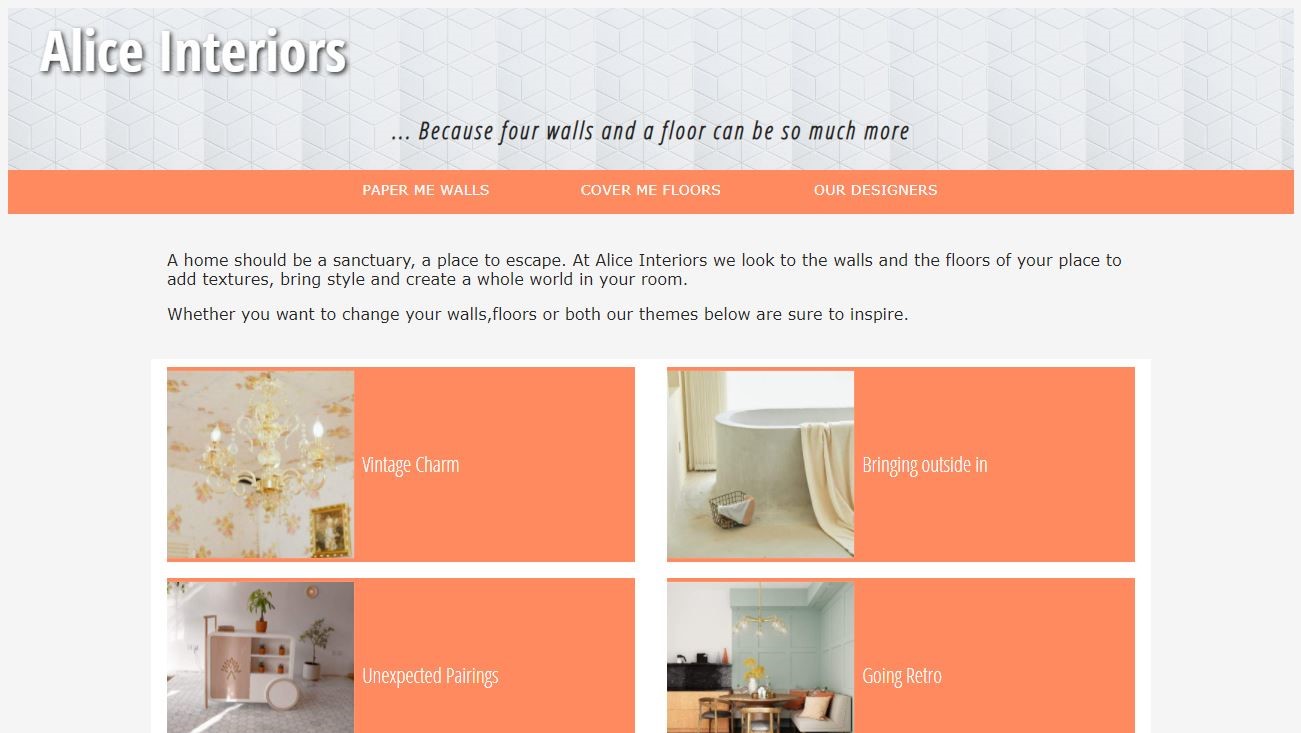 Alice Interiors
... Because four walls and a floor can be so much more
PAPER ME WALLS COVER ME FLOORS OUR DESIGNERS
A home should be a sanctuary, a place to escape. At Alice Interiors we look to the walls and the floors of your place to
add textures, bring style and create a whole world in your room.
Whether you want to change your walls,floors or both our themes below are sure to inspire.
Vintage Charm
Bringing outside in
Unexpected Pairings
Going Retro